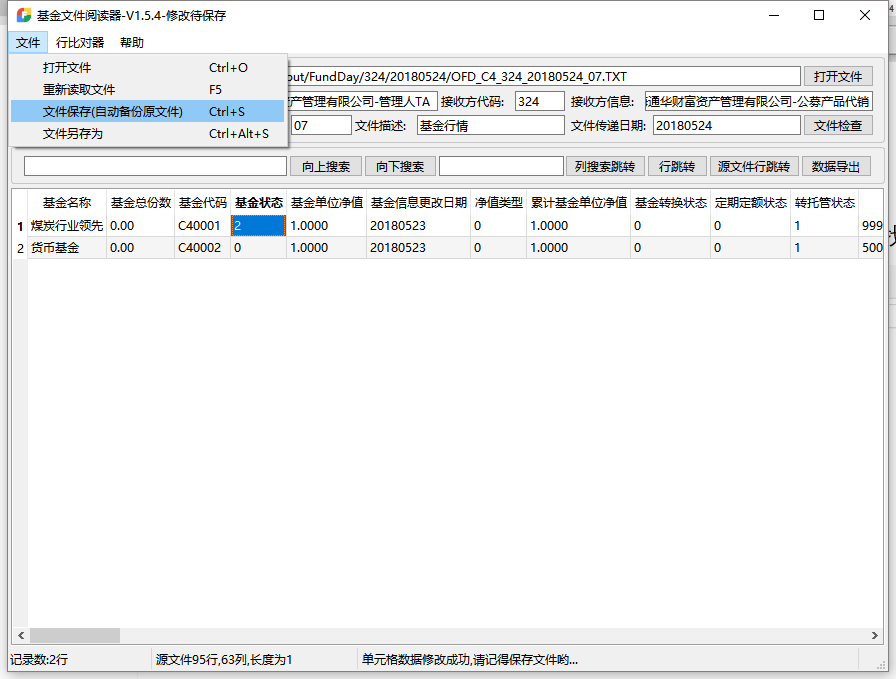 基金文件阅读器-V1.5.4-修改待保存
文件 行比对器 帮助
打开文件 Ctrl+O
重新读取文件 F5
文件保存(自动备份原文件) Ctrl+S
文件另存为 Ctrl+Alt+S
out/FundDay/324/20180524/OFD_C4_324_20180524_07.TXT 打开文件
产管理有限公司-管理人TA 接收方代码: 324 接收方信息: 通华财富资产管理有限公司-公募产品代销
07 文件描述: 基金行情 文件传递日期: 20180524 文件检查
向上搜索 向下搜索 列搜索跳转 行跳转 源文件行跳转 数据导出
基金名称 基金总份数 基金代码 基金状态 基金单位净值 基金信息更改日期 净值类型 累计基金单位净值 基金转换状态 定期定额状态 转托管状态
1 煤炭行业领先 0.00 C40001 2 1.0000 20180523 0 1.0000 0 0 1 999
2 货币基金 0.00 C40002 0 1.0000 20180523 0 1.0000 0 0 1 500
记录数:2行 源文件95行,63列,长度为1 单元格数据修改成功,请记得保存文件哟...